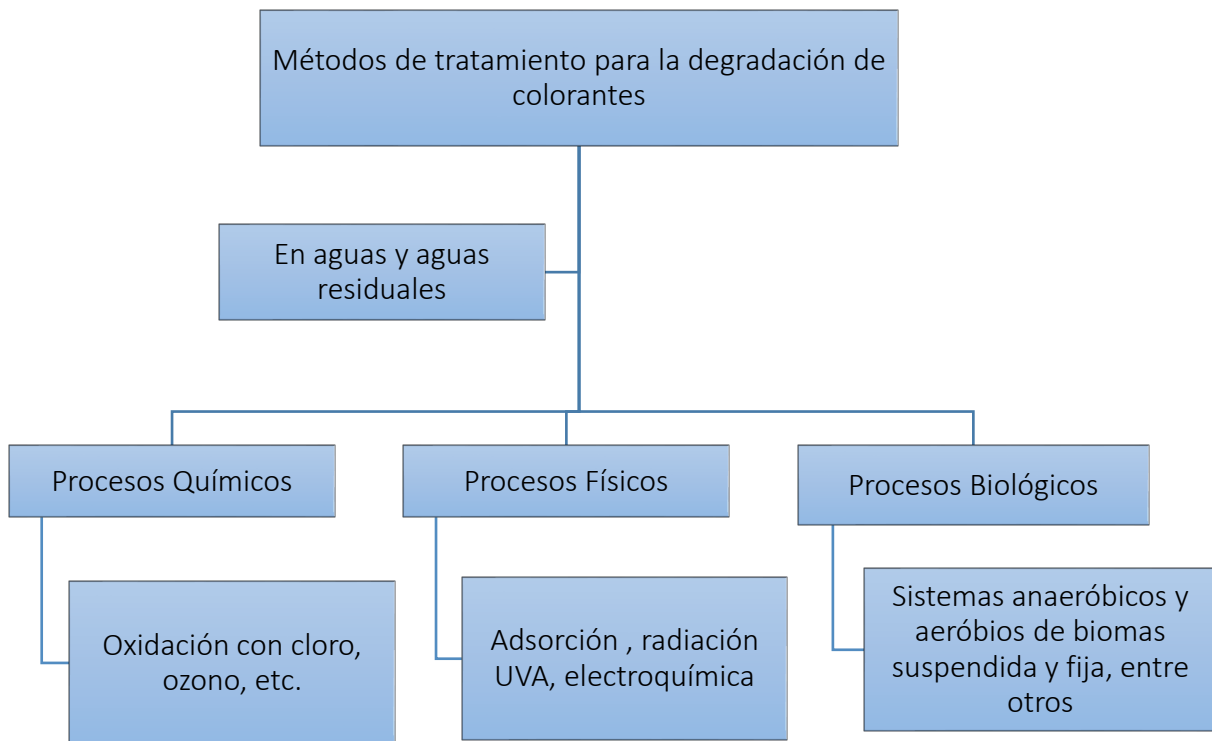 Métodos de tratamiento para la degradación de
colorantes
En aguas y aguas
residuales
Procesos Químicos
Procesos Físicos
Procesos Biológicos
Oxidación con cloro,
ozono, etc.
Adsorción , radiación
UVA, electroquímica
Sistemas anaeróbicos y
aeróbios de biomas
suspendida y fija, entre
otros